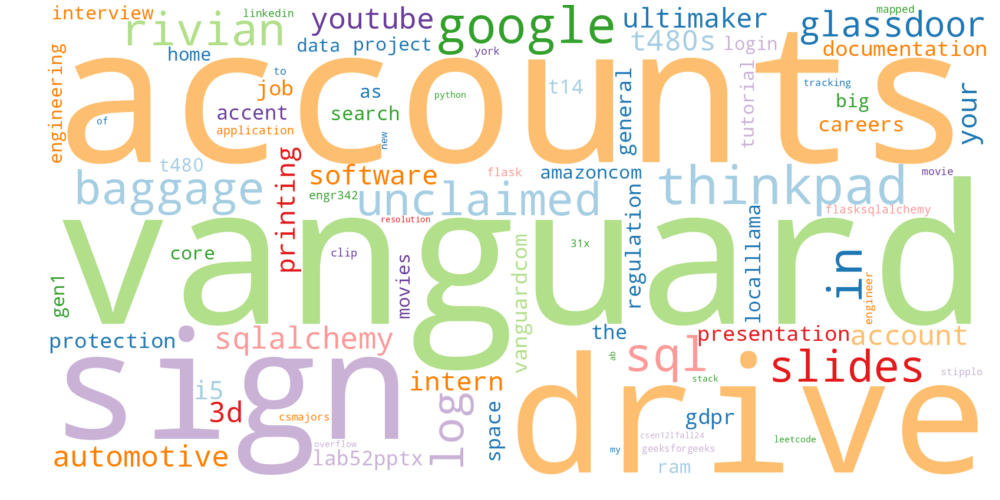 interview
linkedin
rivian
youtube
google
ultimaker
mapped
glassdoor
home
data
project
york
t480s
login
documentation
engineering
accounts
to
job
as
t14
general
tutorial
tracking
big
your
of
accent
search
python
careers
application
new
t480
printing
software
flask
amazoncom
movie
baggage
engr342
unclaimed
thinkpad
resolution
regulation
localllama
flasksqlalchemy
vanguard
core
clip
movies
31x
in
gen1
vanguardcom
engineer
protection
sqlalchemy
the
presentation
account
sign
i5
intern
sql
ab
slides
stack
stipplo
drive
3d
csmajors
log
space
gdpr
my
csen12lfall24
geeksforgeeks
leetcode
automotive
overflow
lab52pptx
ram